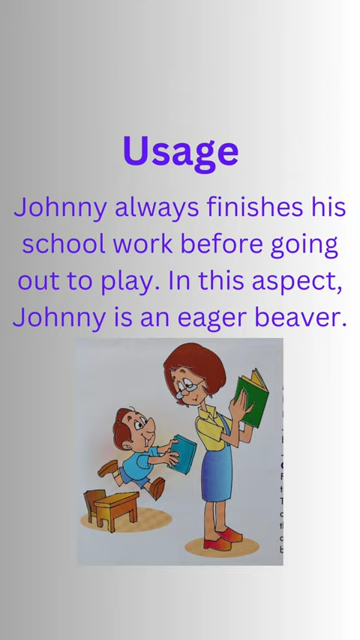 Usage
Johnny always finishes his
school work before going
out to play. In this aspect,
Johnny is an eager beaver.